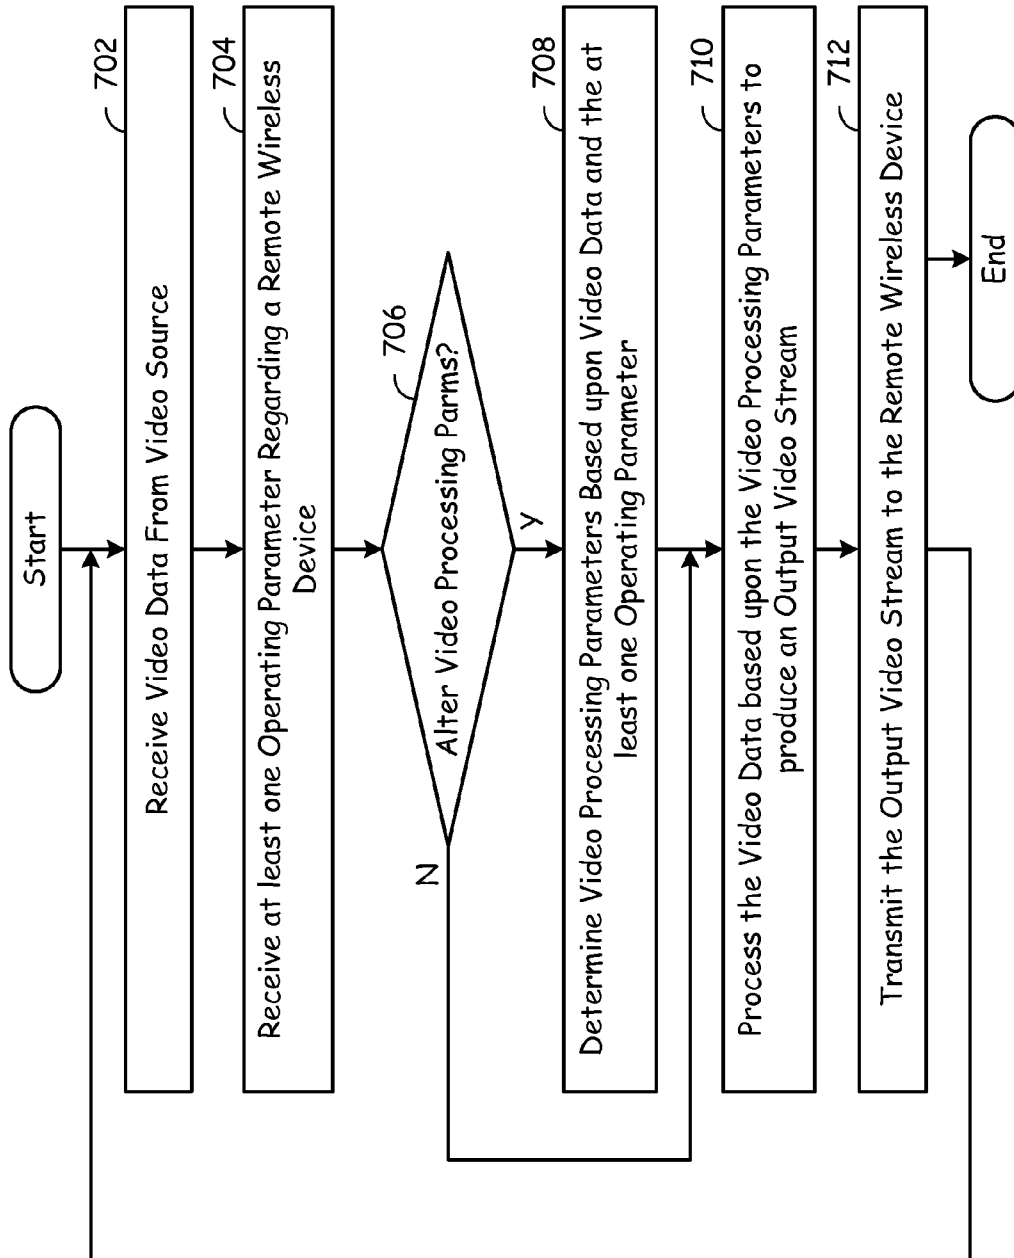 Start
702
Receive Video Data From Video Source
704
Receive at least one Operating Parameter Regarding a Remote Wireless
Device
706
Alter Video Processing Parms?
N
Y
708
Determine Video Processing Parameters Based upon Video Data and the at
least one Operating Parameter
710
Process the Video Data based upon the Video Processing Parameters to
produce an Output Video Stream
712
Transmit the Output Video Stream to the Remote Wireless Device
End